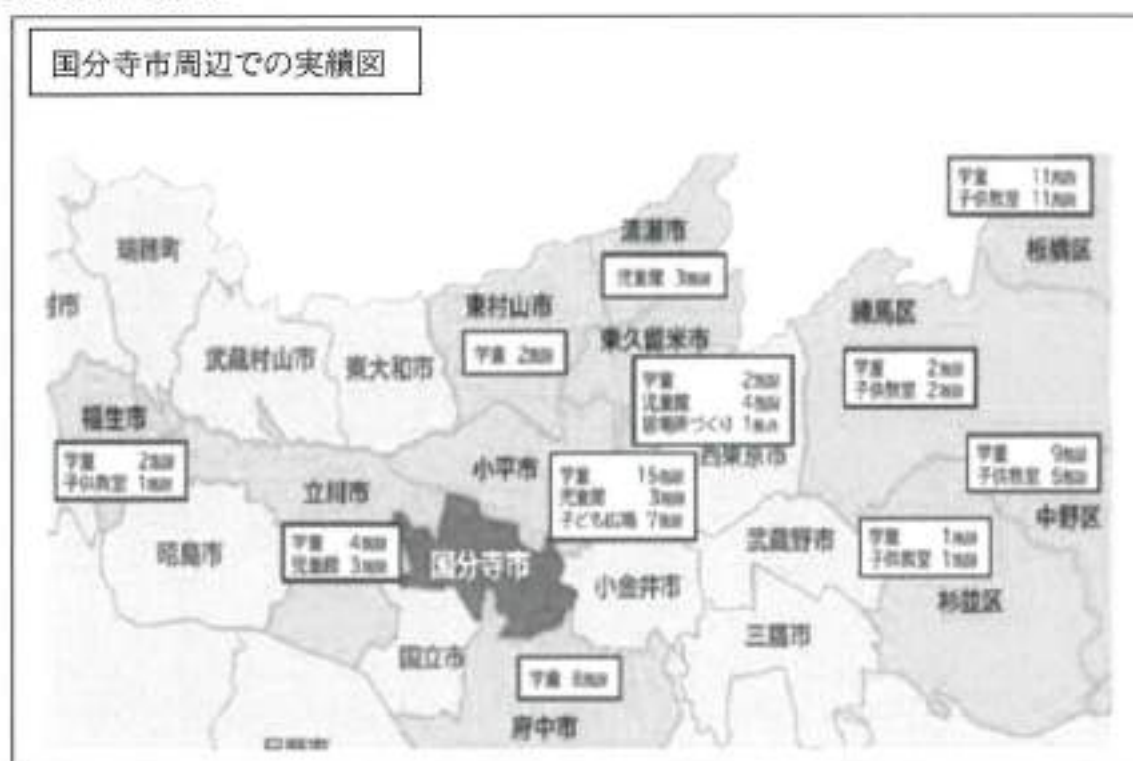 国分寺市周辺での実績図
学童 11施設
子供教室 11施設
板橋区
清瀬市
児童館 3施設
瑞穂町
東村山市
学童 2施設
東久留米市
学童 2施設
児童館 4施設
居場所づくり 1拠点
練馬区
学童 2施設
子供教室 2施設
村市
武蔵村山市
東大和市
福生市
学童 2施設
子供教室 1施設
小平市
学童 15施設
児童館 3施設
子ども広場 7施設
西東京市
学童 9施設
子供教室 5施設
中野区
立川市
学童 4施設
児童館 3施設
昭島市
国分寺市
小金井市
武蔵野市
学童 1施設
子供教室 1施設
杉並区
三鷹市
国立市
学童 8施設
府中市
日野市